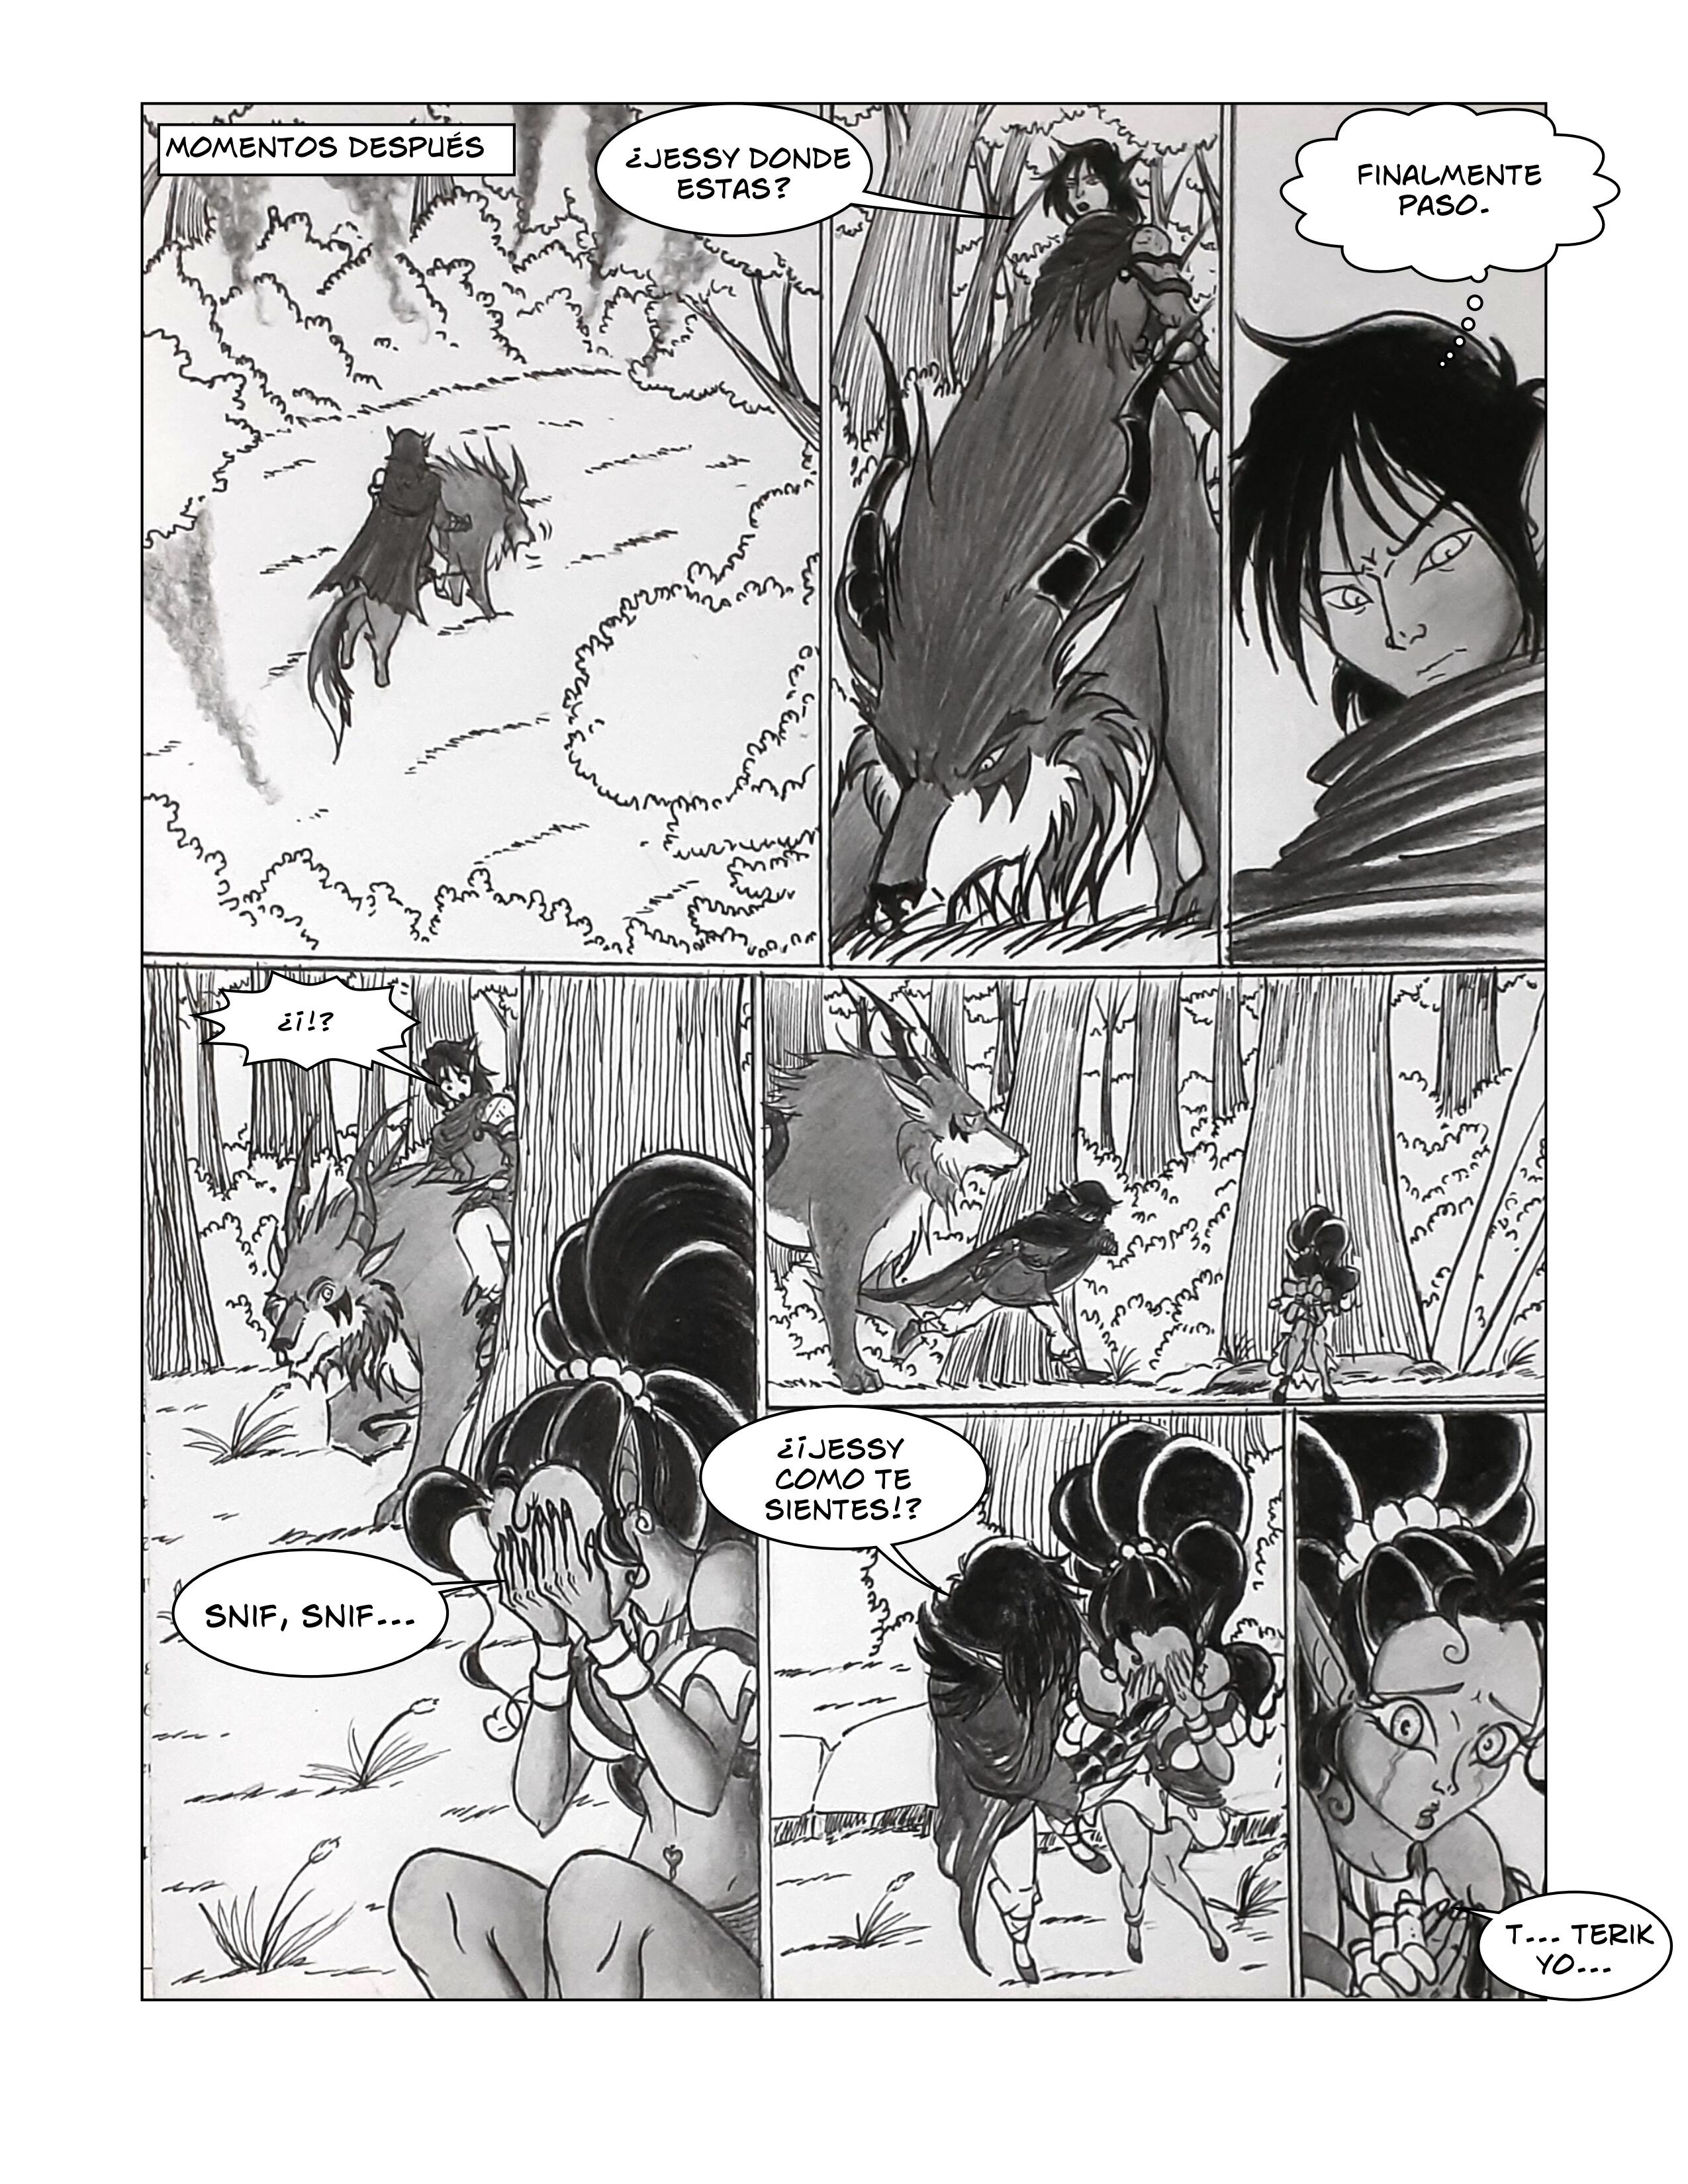 MOMENTOS DESPUÉS
¿JESSY DONDE
ESTAS?
FINALMENTE
PASO.
¿¡!?
SNIF, SNIF...
¿¡JESSY
COMO TE
SIENTES!?
T... TERIK
YO...